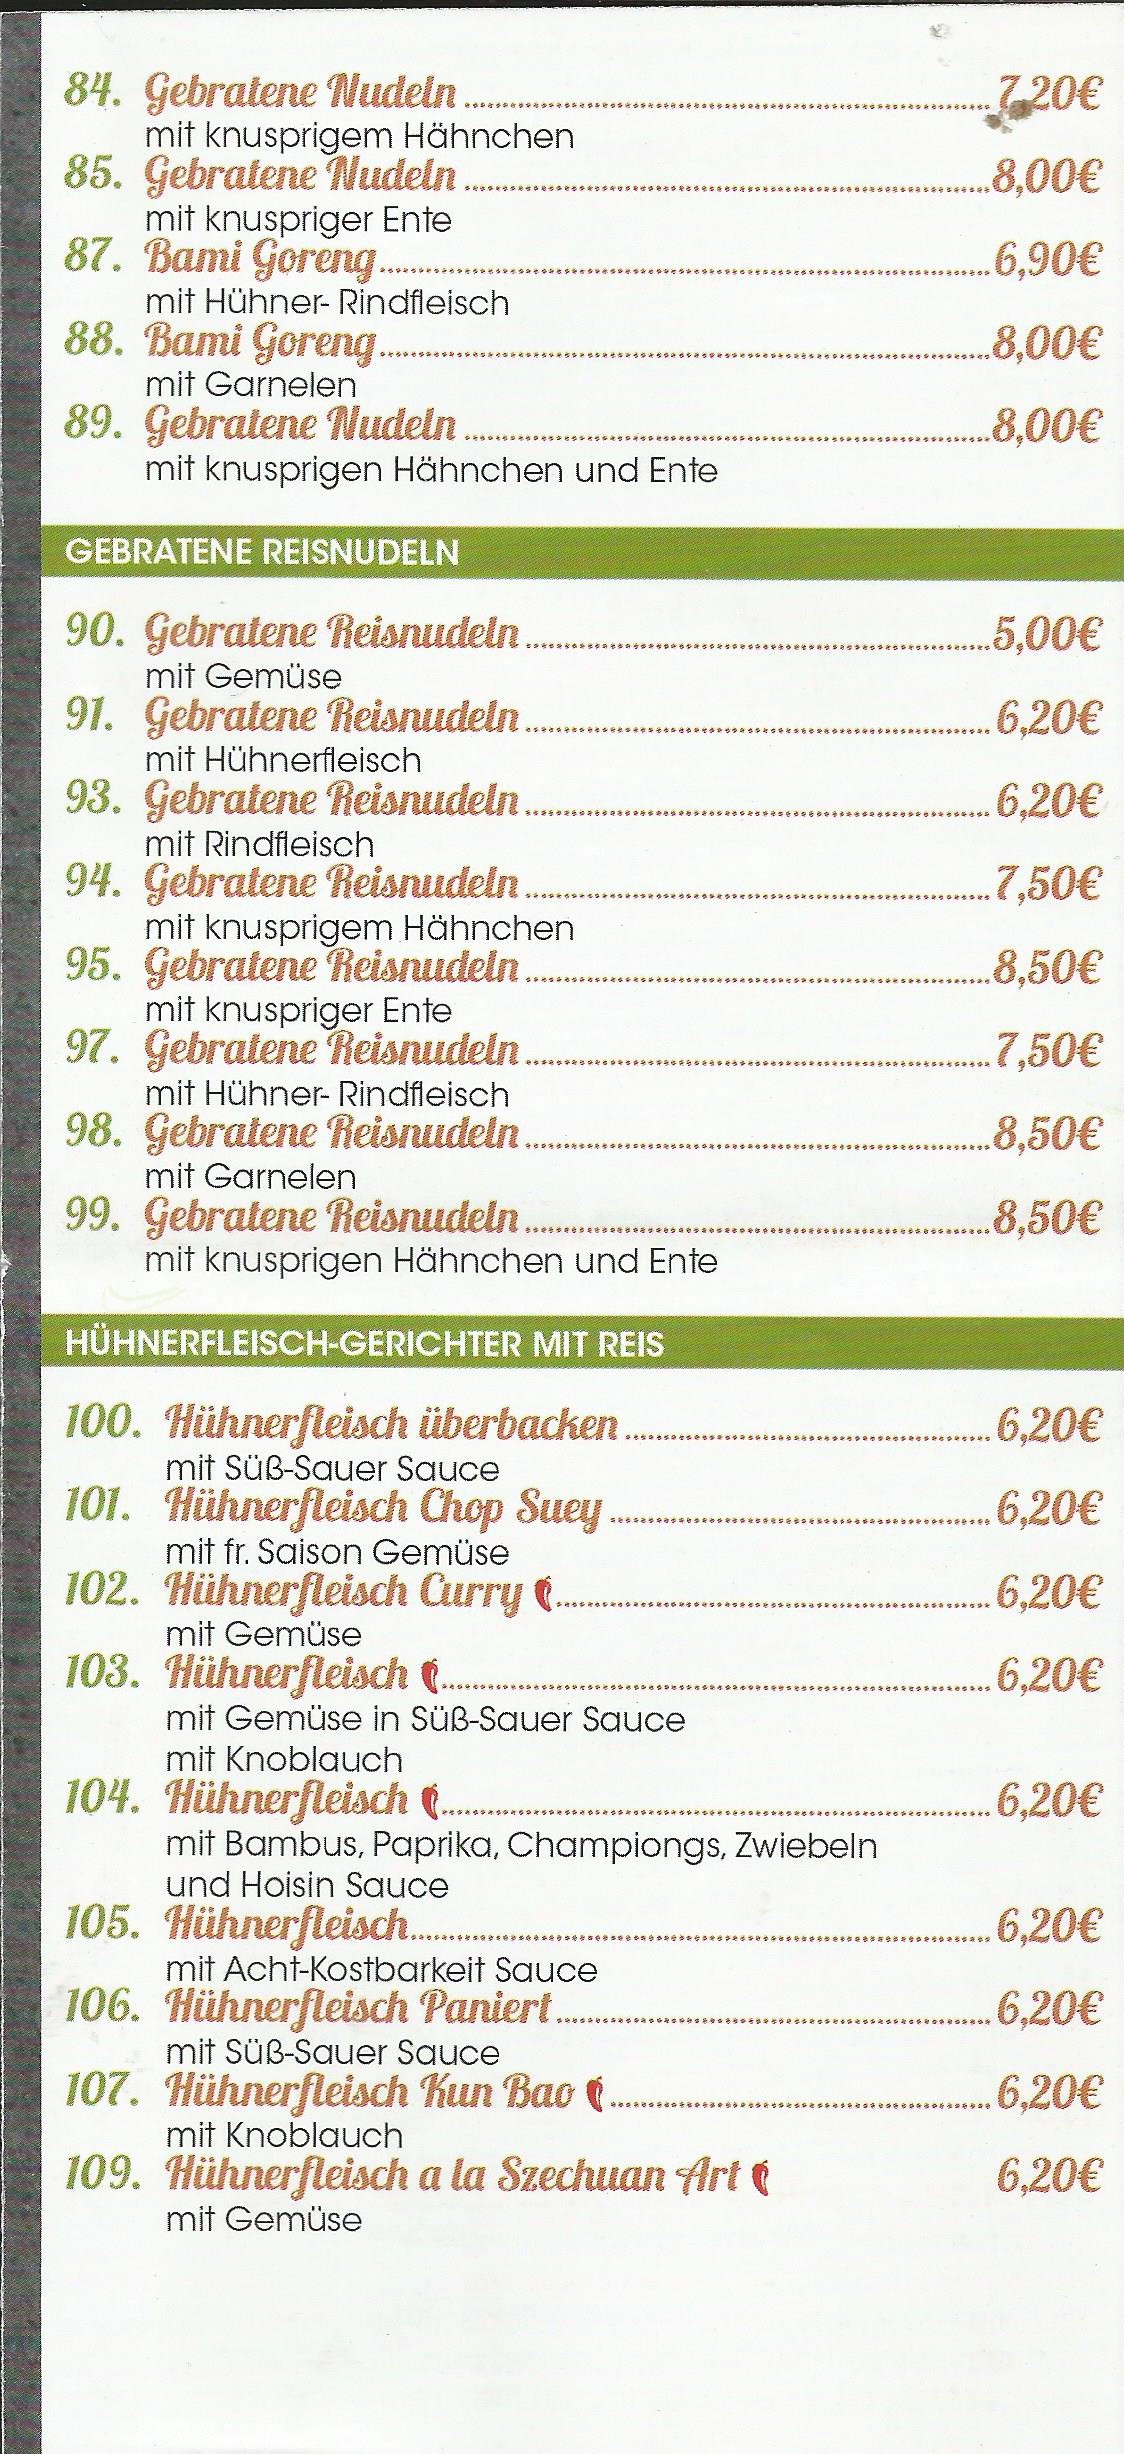 84. Gebratene Nudeln ........ 7,20€
mit knusprigem Hähnchen
85. Gebratene Nudeln ........ 8,00€
mit knuspriger Ente
87. Bami Goreng ........ 6,90€
mit Hühner- Rindfleisch
88. Bami Goreng ........ 8,00€
mit Garnelen
89. Gebratene Nudeln ........ 8,00€
mit knusprigen Hähnchen und Ente
GEBRATENE REISNUDELN
90. Gebratene Reisnudeln ........ 5,00€
mit Gemüse
91. Gebratene Reisnudeln ........ 6,20€
mit Hühnerfleisch
93. Gebratene Reisnudeln ........ 6,20€
mit Rindfleisch
94. Gebratene Reisnudeln ........ 7,50€
mit knusprigem Hähnchen
95. Gebratene Reisnudeln ........ 8,50€
mit knuspriger Ente
97. Gebratene Reisnudeln ........ 7,50€
mit Hühner- Rindfleisch
98. Gebratene Reisnudeln ........ 8,50€
mit Garnelen
99. Gebratene Reisnudeln ........ 8,50€
mit knusprigen Hähnchen und Ente
HÜHNERFLEISCH-GERICHTER MIT REIS
100. Hühnerfleisch überbacken ........ 6,20€
mit Süß-Sauer Sauce
101. Hühnerfleisch Chop Suey ........ 6,20€
mit fr. Saison Gemüse
102. Hühnerfleisch Curry ........ 6,20€
mit Gemüse
103. Hühnerfleisch ........ 6,20€
mit Gemüse in Süß-Sauer Sauce
mit Knoblauch
104. Hühnerfleisch ........ 6,20€
mit Bambus, Paprika, Championgs, Zwiebeln
und Hoisin Sauce
105. Hühnerfleisch ........ 6,20€
mit Acht-Kostbarkeit Sauce
106. Hühnerfleisch Paniert ........ 6,20€
mit Süß-Sauer Sauce
107. Hühnerfleisch Kun Bao ........ 6,20€
mit Knoblauch
109. Hühnerfleisch a la Szechuan Art 6,20€
mit Gemüse